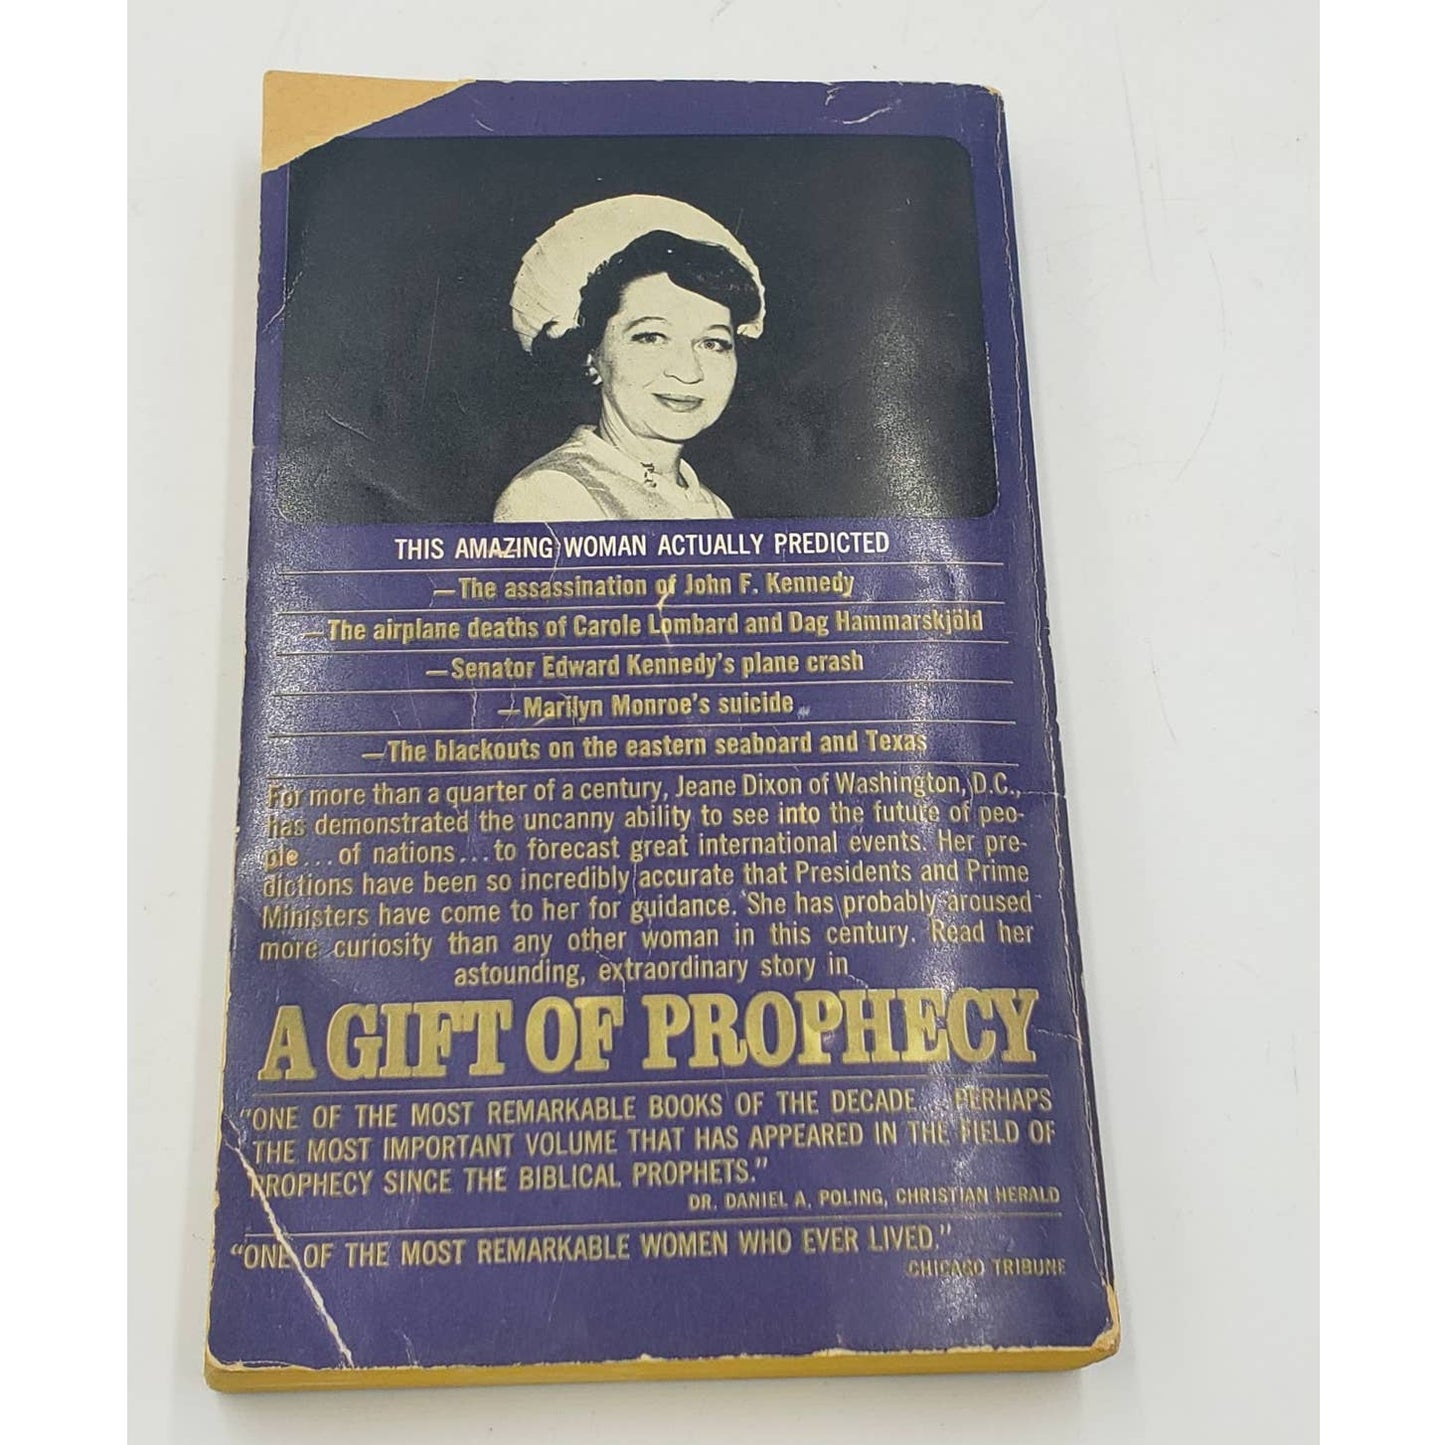 THIS AMAZING WOMAN ACTUALLY PREDICTED
—The assassination of John F. Kennedy
—The airplane deaths of Carole Lombard and Dag Hammarskjöld
—Senator Edward Kennedy's plane crash
—Marilyn Monroe's suicide
—The blackouts on the eastern seaboard and Texas
For more than a quarter of a century, Jeane Dixon of Washington, D.C.,
has demonstrated the uncanny ability to see into the future of peo-
ple...of nations...to forecast great international events. Her pre-
dictions have been so incredibly accurate that Presidents and Prime
Ministers have come to her for guidance. She has probably aroused
more curiosity than any other woman in this century. Read her
astounding, extraordinary story in
A GIFT OF PROPHECY
"ONE OF THE MOST REMARKABLE BOOKS OF THE DECADE... PERHAPS
THE MOST IMPORTANT VOLUME THAT HAS APPEARED IN THE FIELD OF
PROPHECY SINCE THE BIBLICAL PROPHETS."
DR. DANIEL A. POLING, CHRISTIAN HERALD
"ONE OF THE MOST REMARKABLE WOMEN WHO EVER LIVED."
CHICAGO TRIBUNE